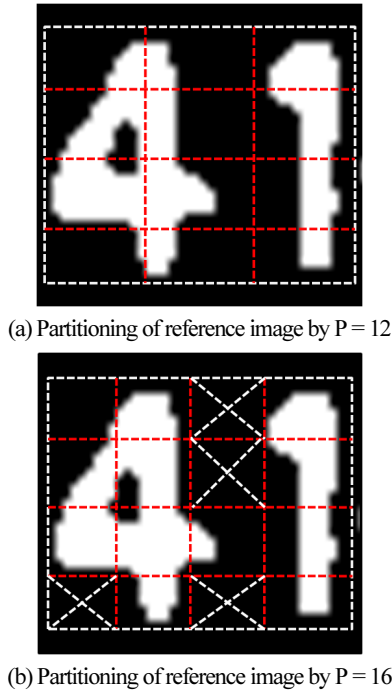 41
(a) Partitioning of reference image by P = 12
41
(b) Partitioning of reference image by P = 16